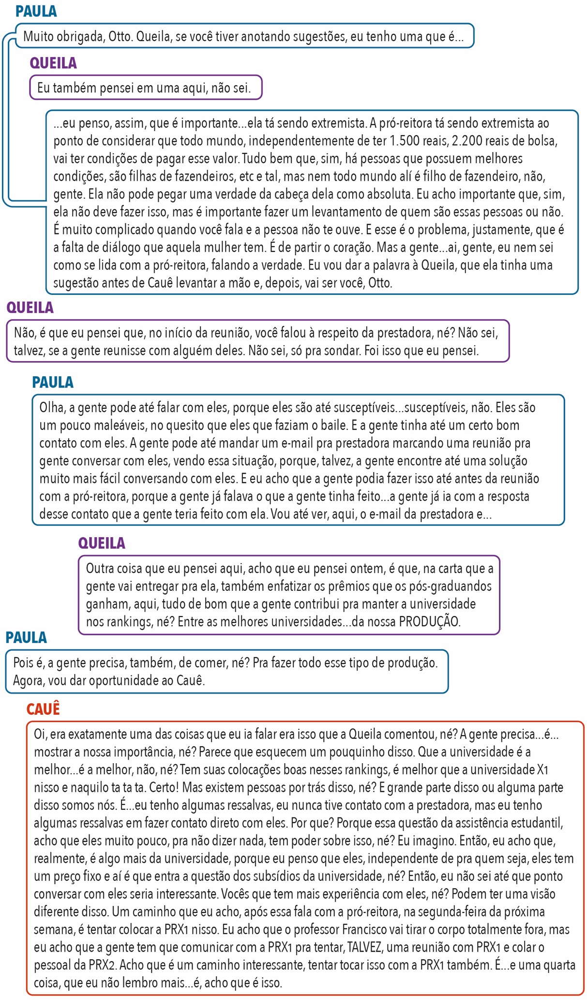 PAULA
Muito obrigada, Otto. Queila, se você tiver anotando sugestões, eu tenho uma que é...
QUEILA
Eu também pensei em uma aqui, não sei.
...eu penso, assim, que é importante...ela tá sendo extremista. A pró-reitora tá sendo extremista ao
ponto de considerar que todo mundo, independentemente de ter 1.500 reais, 2.200 reais de bolsa,
vai ter condições de pagar esse valor. Tudo bem que, sim, há pessoas que possuem melhores
condições, são filhas de fazendeiros, etc e tal, mas nem todo mundo alí é filho de fazendeiro, não,
gente. Ela não pode pegar uma verdade da cabeça dela como absoluta. Eu acho importante que, sim,
ela não deve fazer isso, mas é importante fazer um levantamento de quem são essas pessoas ou não.
É muito complicado quando você fala e a pessoa não te ouve. E esse é o problema, justamente, que é
a falta de diálogo que aquela mulher tem. É de partir o coração. Mas a gente...ai, gente, eu nem sei
como se lida com a pró-reitora, falando a verdade. Eu vou dar a palavra à Queila, que ela tinha uma
sugestão antes de Cauê levantar a mão e, depois, vai ser você, Otto.
QUEILA
Não, é que eu pensei que, no início da reunião, você falou à respeito da prestadora, né? Não sei,
talvez, se a gente reunisse com alguém deles. Não sei, só pra sondar. Foi isso que eu pensei.
PAULA
Olha, a gente pode até falar com eles, porque eles são até susceptíveis...susceptíveis, não. Eles são
um pouco maleáveis, no quesito que eles que faziam o baile. E a gente tinha até um certo bom
contato com eles. A gente pode até mandar um e-mail pra prestadora marcando uma reunião pra
gente conversar com eles, vendo essa situação, porque, talvez, a gente encontre até uma solução
muito mais fácil conversando com eles. E eu acho que a gente podia fazer isso até antes da reunião
com a pró-reitora, porque a gente já falava o que a gente tinha feito...a gente já ia com a resposta
desse contato que a gente teria feito com ela. Vou até ver, aqui, o e-mail da prestadora e...
QUEILA
Outra coisa que eu pensei aqui, acho que eu pensei ontem, é que, na carta que a
gente vai entregar pra ela, também enfatizar os prêmios que os pós-graduandos
ganham, aqui, tudo de bom que a gente contribui pra manter a universidade
nos rankings, né? Entre as melhores universidades...da nossa PRODUÇÃO.
PAULA
Pois é, a gente precisa, também, de comer, né? Pra fazer todo esse tipo de produção.
Agora, vou dar oportunidade ao Cauê.
CAUÊ
Oi, era exatamente uma das coisas que eu ia falar era isso que a Queila comentou, né? A gente precisa...é...
mostrar a nossa importância, né? Parece que esquecem um pouquinho disso. Que a universidade é a
melhor...é a melhor, não, né? Tem suas colocações boas nesses rankings, é melhor que a universidade X1
nisso e naquilo ta ta ta. Certo! Mas existem pessoas por trás disso, né? E grande parte disso ou alguma parte
disso somos nós. É...eu tenho algumas ressalvas, eu nunca tive contato com a prestadora, mas eu tenho
algumas ressalvas em fazer contato direto com eles. Por que? Porque essa questão da assistência estudantil,
acho que eles muito pouco, pra não dizer nada, tem poder sobre isso, né? Eu imagino. Então, eu acho que,
realmente, é algo mais da universidade, porque eu penso que eles, independente de pra quem seja, eles tem
um preço fixo e aí é que entra a questão dos subsídios da universidade, né? Então, eu não sei até que ponto
conversar com eles seria interessante. Vocês que tem mais experiência com eles, né? Podem ter uma visão
diferente disso. Um caminho que eu acho, após essa fala com a pró-reitora, na segunda-feira da próxima
semana, é tentar colocar a PRX1 nisso. Eu acho que o professor Francisco vai tirar o corpo totalmente fora, mas
eu acho que a gente tem que comunicar com a PRX1 pra tentar, TALVEZ, uma reunião com PRX1 e colar o
pessoal da PRX2. Acho que é um caminho interessante, tentar tocar isso com a PRX1 também. É...e uma quarta
coisa, que eu não lembro mais...é, acho que é isso.